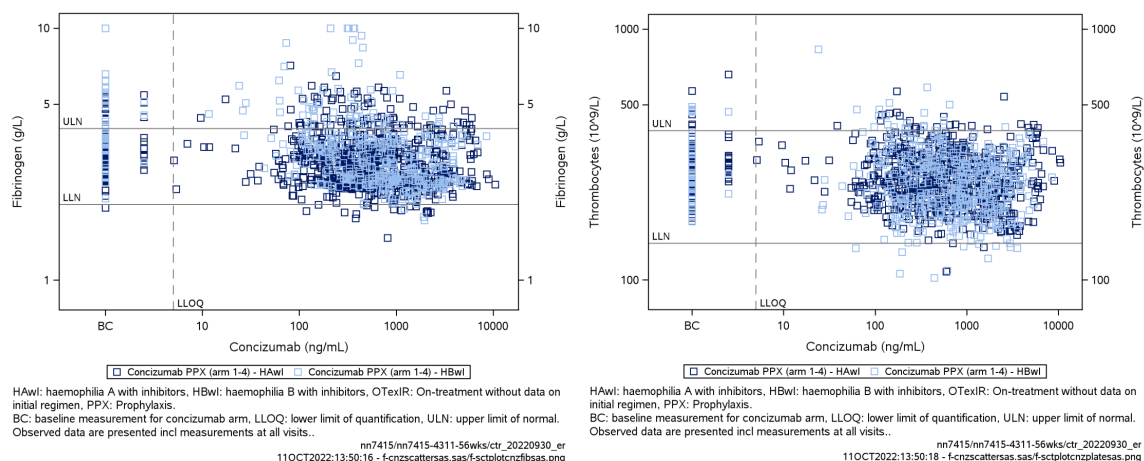 10
5
1
Fibrinogen (g/L)
ULN
LLN
LLOQ
10
5
1
Fibrinogen (g/L)
BC
10
100
1000
10000
Concizumab (ng/mL)
Concizumab PPX (arm 1-4) - HAwI
Concizumab PPX (arm 1-4) - HBwI
HAwI: haemophilia A with inhibitors, HBwI: haemophilia B with inhibitors, OTexIR: On-treatment without data on
initial regimen, PPX: Prophylaxis.
BC: baseline measurement for concizumab arm, LLOQ: lower limit of quantification, ULN: upper limit of normal.
Observed data are presented incl measurements at all visits..
nn7415/nn7415-4311-56wks/ctr_20220930_er
11OCT2022:13:50:16 - f-cnzscattersas.sas/f-sctplotcnzfibsas.png
1000
500
100
Thrombocytes (10^9/L)
ULN
LLN
LLOQ
1000
500
100
Thrombocytes (10^9/L)
BC
10
100
1000
10000
Concizumab (ng/mL)
Concizumab PPX (arm 1-4) - HAwI
Concizumab PPX (arm 1-4) - HBwI
HAwI: haemophilia A with inhibitors, HBwI: haemophilia B with inhibitors, OTexIR: On-treatment without data on
initial regimen, PPX: Prophylaxis.
BC: baseline measurement for concizumab arm, LLOQ: lower limit of quantification, ULN: upper limit of normal.
Observed data are presented incl measurements at all visits..
nn7415/nn7415-4311-56wks/ctr_20220930_er
11OCT2022:13:50:18 - f-cnzscattersas.sas/f-sctplotcnzplatesas.png